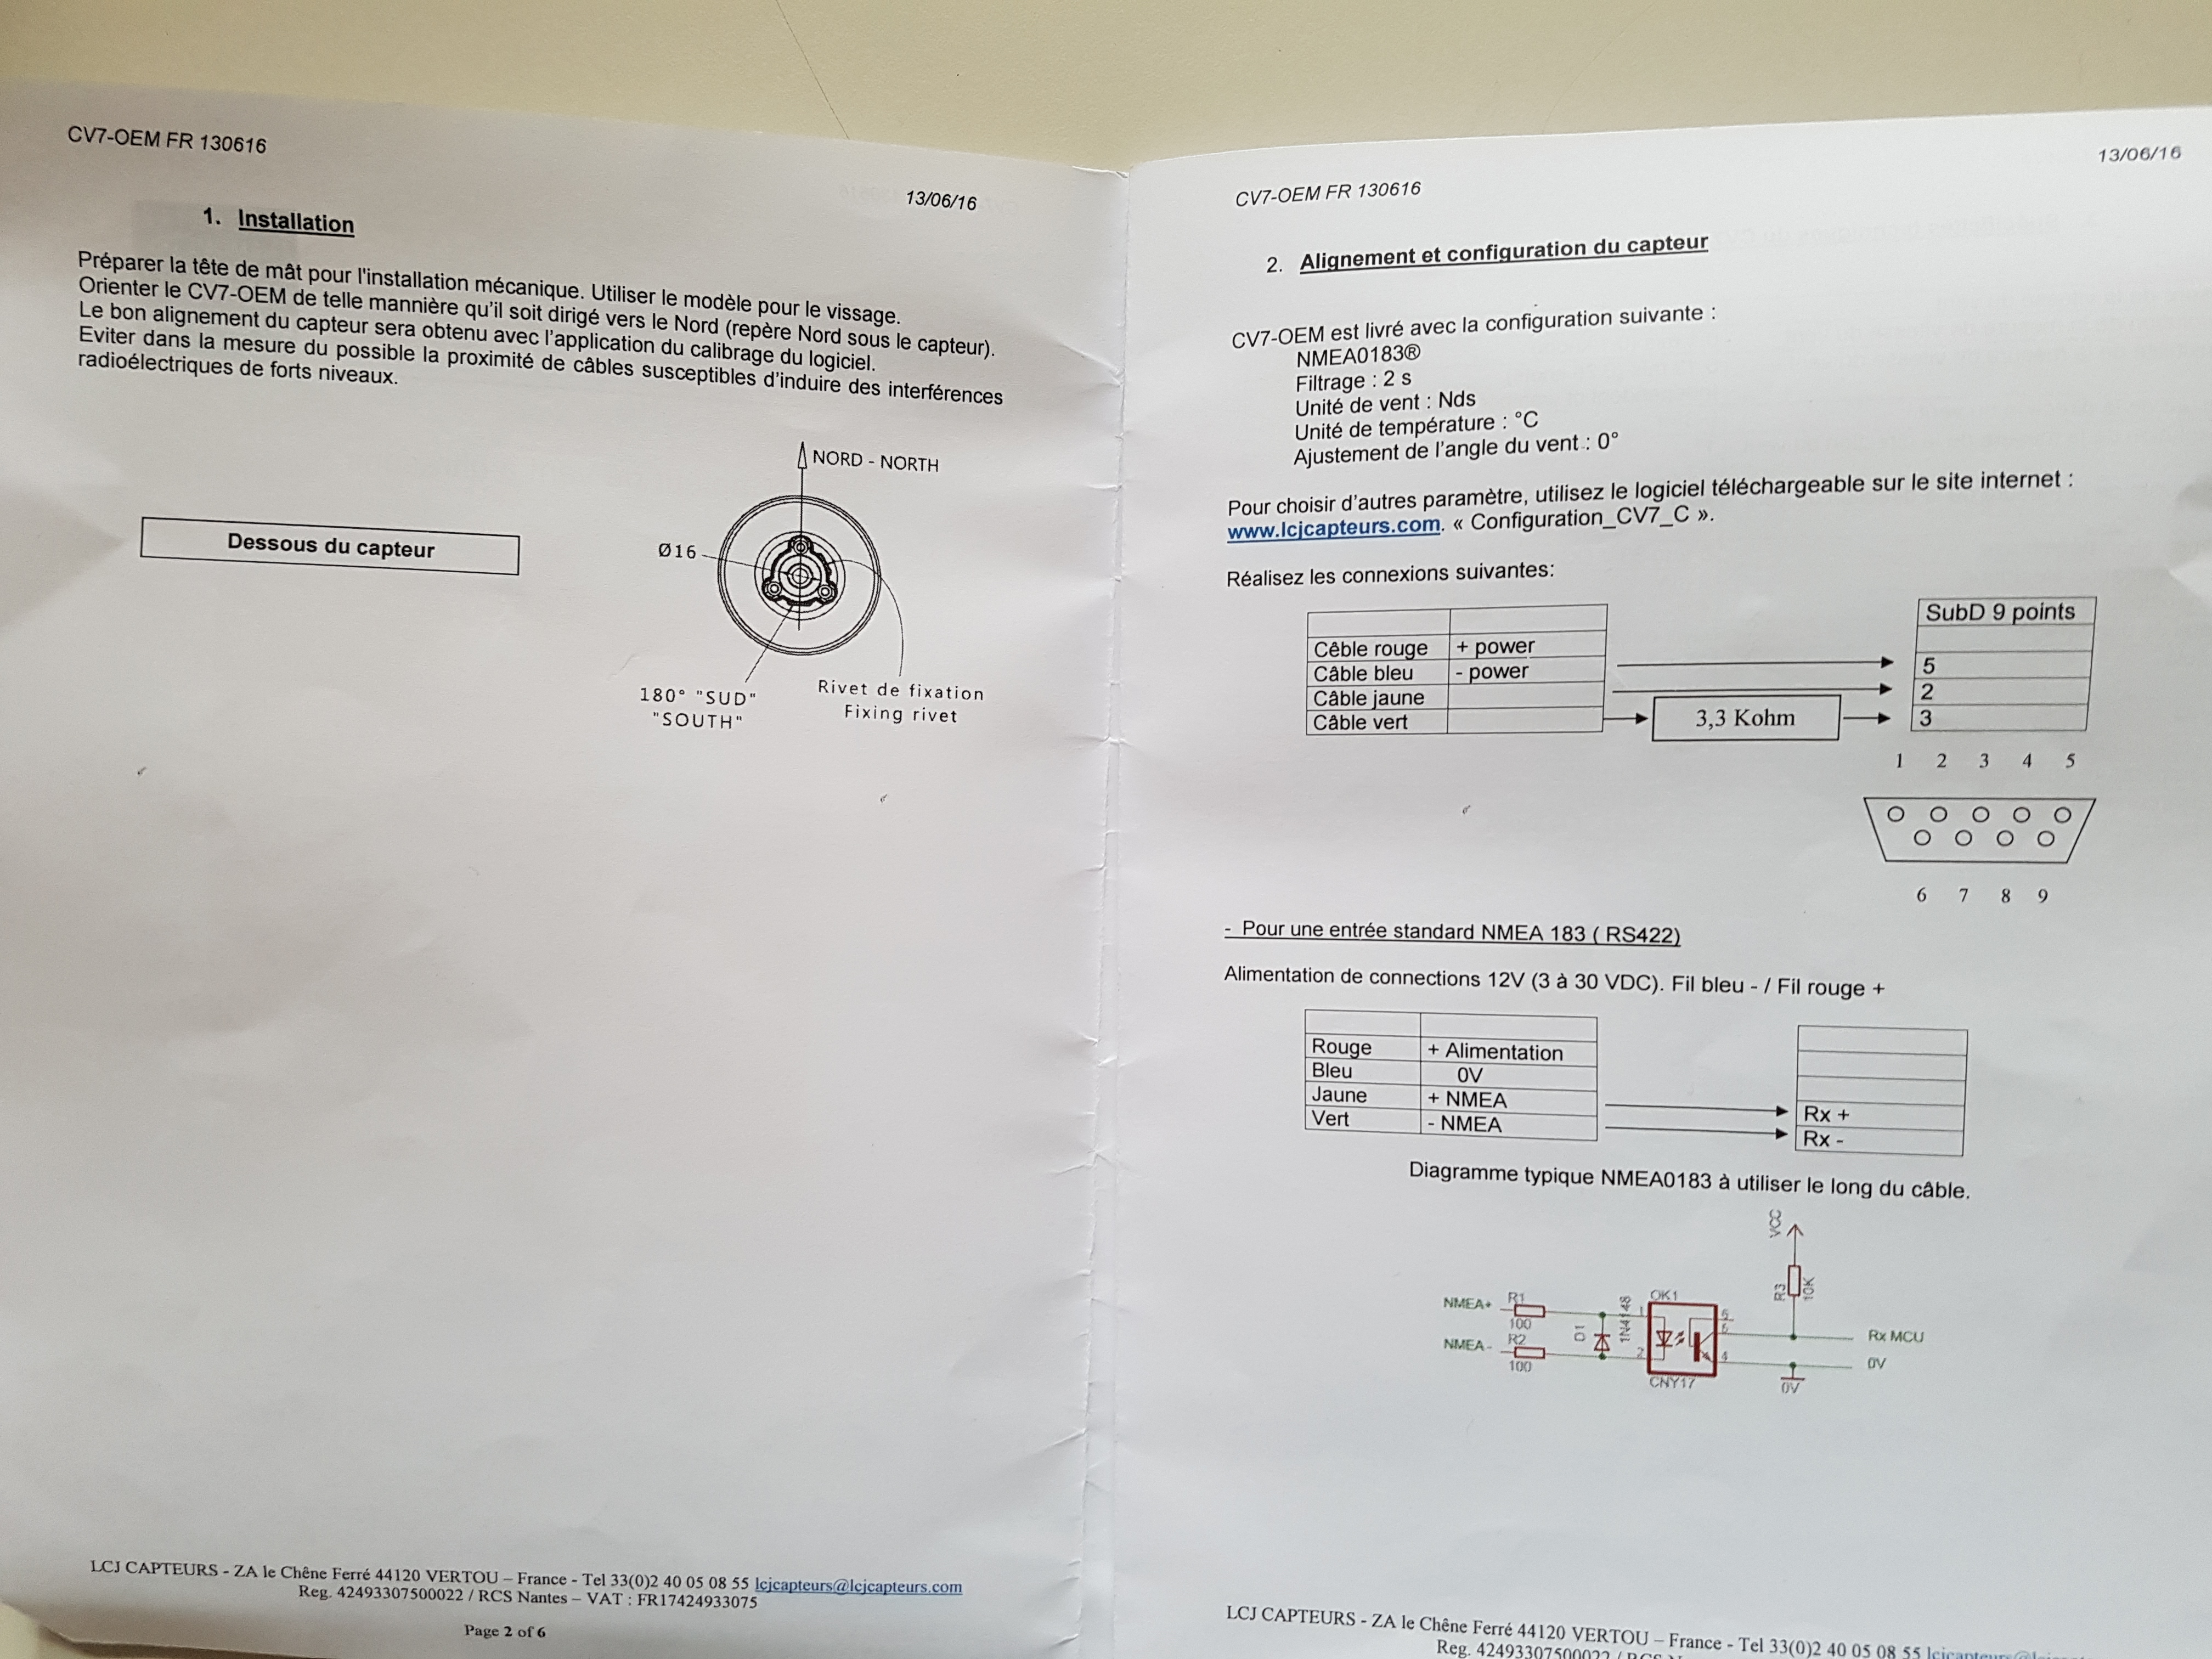 CV7-OEM FR 130616
13/06/16
1. Installation
Préparer la tête de mât pour l'installation mécanique. Utiliser le modèle pour le vissage.
Orienter le CV7-OEM de telle mannière qu'il soit dirigé vers le Nord (repère Nord sous le capteur).
Le bon alignement du capteur sera obtenu avec l'application du calibrage du logiciel.
Eviter dans la mesure du possible la proximité de câbles susceptibles d'induire des interférences
radioélectriques de forts niveaux.
NORD - NORTH
Dessous du capteur
Ø16
180° "SUD"
"SOUTH"
Rivet de fixation
Fixing rivet
LCJ CAPTEURS - ZA le Chêne Ferré 44120 VERTOU – France - Tel 33(0)2 40 05 08 55 lcjcapteurs@lcjcapteurs.com
Reg. 42493307500022 / RCS Nantes – VAT : FR17424933075
Page 2 of 6
CV7-OEM FR 130616
13/06/16
2. Alignement et configuration du capteur
CV7-OEM est livré avec la configuration suivante :
NMEA0183®
Filtrage : 2 s
Unité de vent : Nds
Unité de température : °C
Ajustement de l'angle du vent : 0°
Pour choisir d'autres paramètre, utilisez le logiciel téléchargeable sur le site internet :
www.lcjcapteurs.com. « Configuration_CV7_C ».
Réalisez les connexions suivantes:
SubD 9 points
Cêble rouge + power
Câble bleu - power 5
Câble jaune 2
Câble vert 3,3 Kohm 3
1 2 3 4 5
6 7 8 9
- Pour une entrée standard NMEA 183 ( RS422)
Alimentation de connections 12V (3 à 30 VDC). Fil bleu - / Fil rouge +
Rouge + Alimentation
Bleu 0V
Jaune + NMEA Rx +
Vert - NMEA Rx -
Diagramme typique NMEA0183 à utiliser le long du câble.
VCC
R3
10K
NMEA+ R1
100
NMEA- R2
100
D1
1N4148
OK1
1
2
5
4
CNY17
Rx MCU
0V
0V
LCJ CAPTEURS - ZA le Chêne Ferré 44120 VERTOU – France - Tel 33(0)2 40 05 08 55